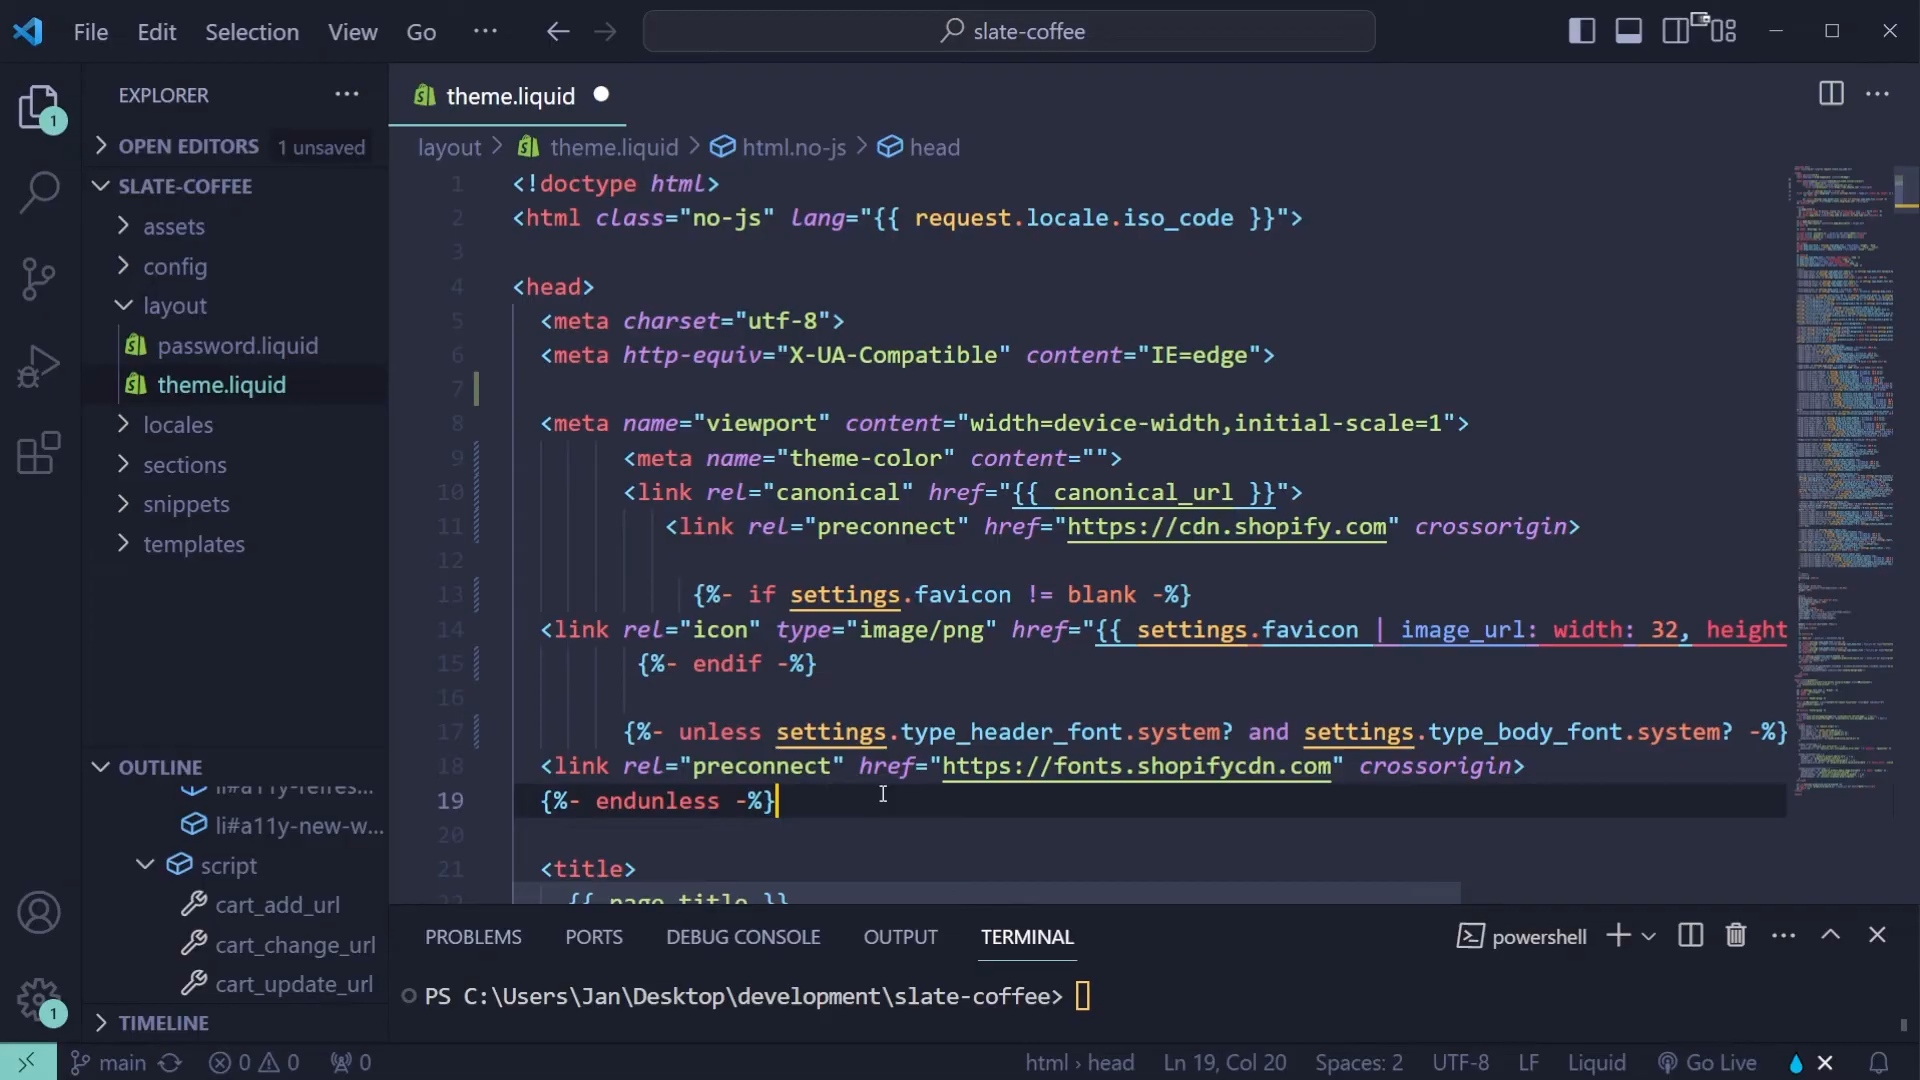 File Edit Selection View Go ··· slate-coffee
EXPLORER ···
OPEN EDITORS 1 unsaved
SLATE-COFFEE
assets
config
layout
password.liquid
theme.liquid
locales
sections
snippets
templates
OUTLINE
li#a11y-refres...
li#a11y-new-w...
script
cart_add_url
cart_change_url
cart_update_url
TIMELINE
theme.liquid
layout > theme.liquid > html.no-js > head
1 <!doctype html>
2 <html class="no-js" lang="{{ request.locale.iso_code }}">
3
4 <head>
5 <meta charset="utf-8">
6 <meta http-equiv="X-UA-Compatible" content="IE=edge">
7
8 <meta name="viewport" content="width=device-width,initial-scale=1">
9 <meta name="theme-color" content="">
10 <link rel="canonical" href="{{ canonical_url }}">
11 <link rel="preconnect" href="https://cdn.shopify.com" crossorigin>
12
13 {%- if settings.favicon != blank -%}
14 <link rel="icon" type="image/png" href="{{ settings.favicon | image_url: width: 32, height
15 {%- endif -%}
16
17 {%- unless settings.type_header_font.system? and settings.type_body_font.system? -%}
18 <link rel="preconnect" href="https://fonts.shopifycdn.com" crossorigin>
19 {%- endunless -%}
20
21 <title>
22 {{ page_title }}
PROBLEMS PORTS DEBUG CONSOLE OUTPUT TERMINAL powershell
PS C:\Users\Jan\Desktop\development\slate-coffee>
main 0 0 0 html > head Ln 19, Col 20 Spaces: 2 UTF-8 LF Liquid Go Live
1
1